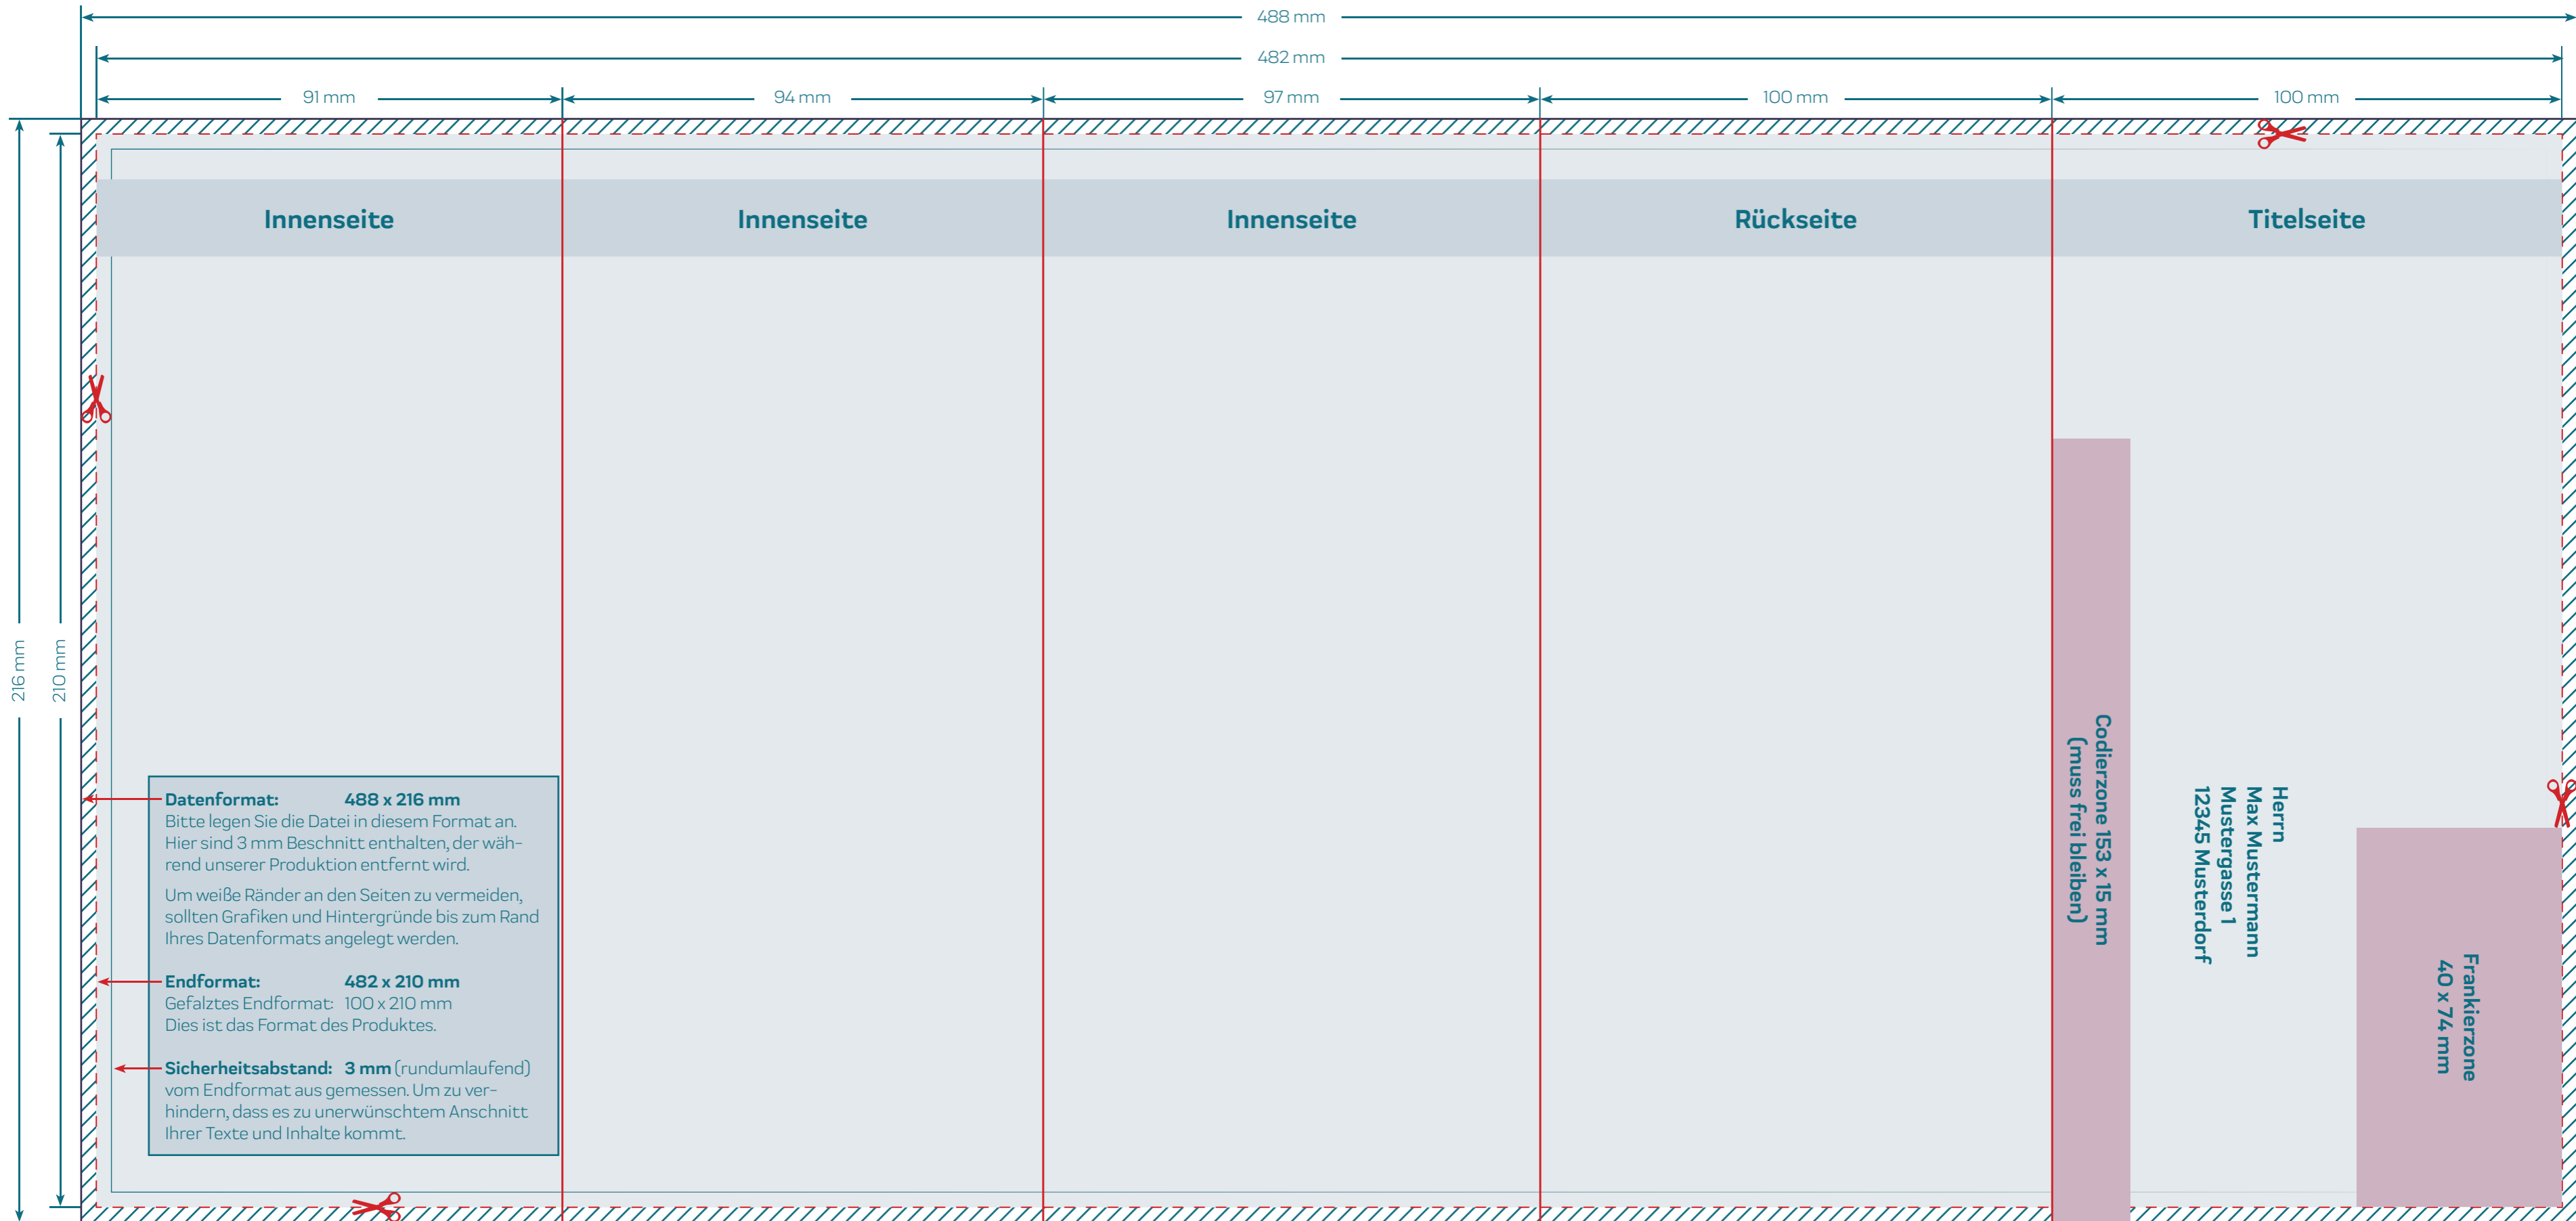 488 mm
482 mm
91 mm
94 mm
97 mm
100 mm
100 mm
216 mm
210 mm
Innenseite
Innenseite
Innenseite
Rückseite
Titelseite
Datenformat: 488 x 216 mm
Bitte legen Sie die Datei in diesem Format an.
Hier sind 3 mm Beschnitt enthalten, der wäh-
rend unserer Produktion entfernt wird.
Um weiße Ränder an den Seiten zu vermeiden,
sollten Grafiken und Hintergründe bis zum Rand
Ihres Datenformats angelegt werden.
Endformat: 482 x 210 mm
Gefalztes Endformat: 100 x 210 mm
Dies ist das Format des Produktes.
Sicherheitsabstand: 3 mm (rundumlaufend)
vom Endformat aus gemessen. Um zu ver-
hindern, dass es zu unerwünschtem Anschnitt
Ihrer Texte und Inhalte kommt.
Codierzone 153 x 15 mm
(muss frei bleiben)
Herrn
Max Mustermann
Mustergasse 1
12345 Musterdorf
Frankierzone
40 x 74 mm